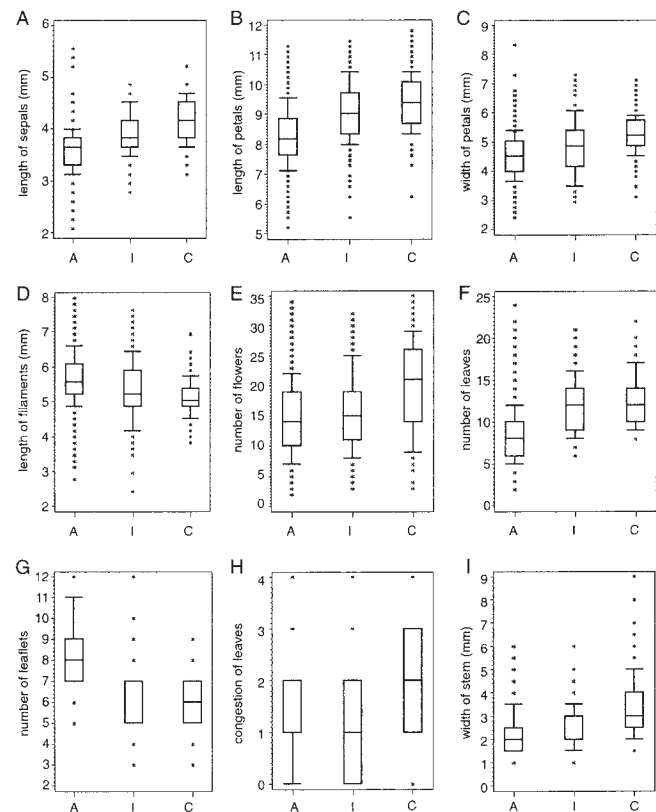 A
length of sepals (mm)
6
5
4
3
2
A I C
B
length of petals (mm)
12
11
10
9
8
7
6
5
A I C
C
width of petals (mm)
9
8
7
6
5
4
3
2
A I C
D
length of filaments (mm)
8
7
6
5
4
3
2
A I C
E
number of flowers
35
30
25
20
15
10
5
0
A I C
F
number of leaves
25
20
15
10
5
0
A I C
G
number of leaflets
12
11
10
9
8
7
6
5
4
3
2
A I C
H
congestion of leaves
4
3
2
1
0
A I C
I
width of stem (mm)
9
8
7
6
5
4
3
2
1
0
A I C